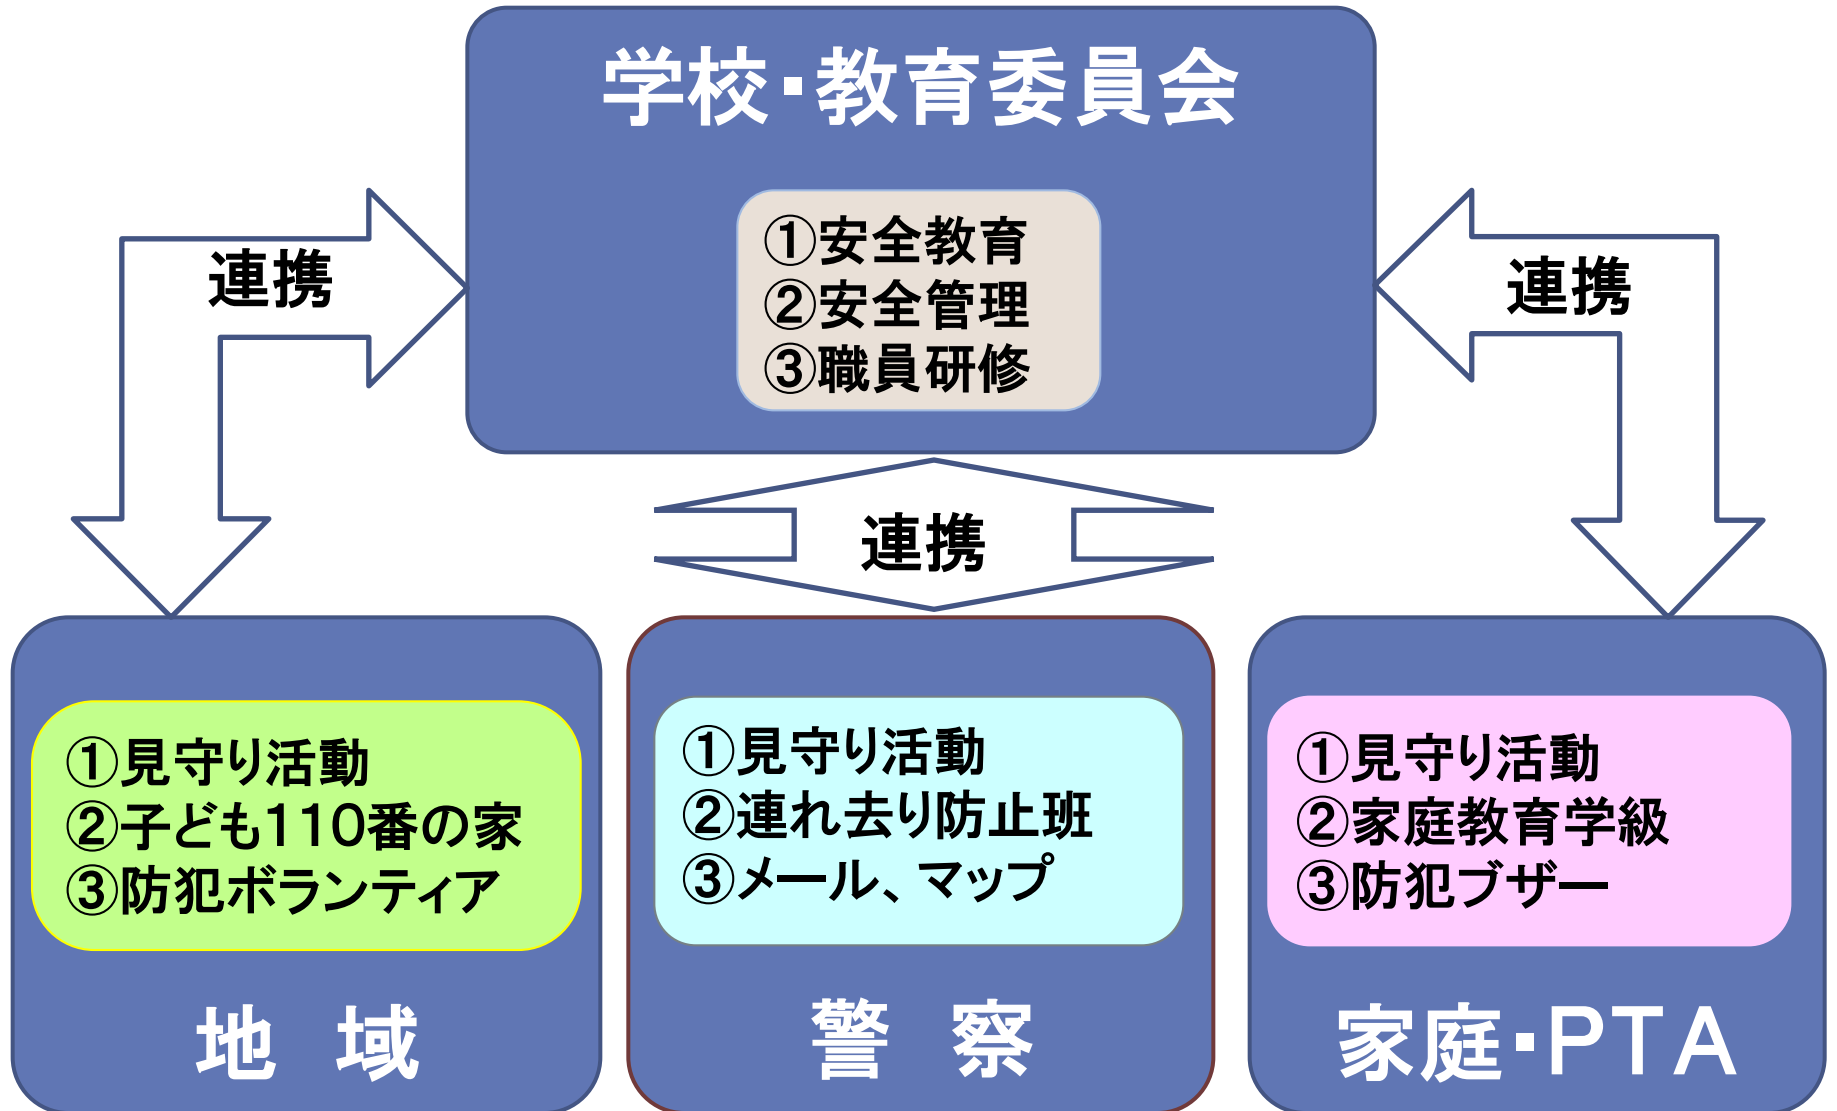 学校・教育委員会
①安全教育
②安全管理
③職員研修
連携
連携
連携
①見守り活動
②子ども110番の家
③防犯ボランティア
地　域
①見守り活動
②連れ去り防止班
③メール、マップ
警　察
①見守り活動
②家庭教育学級
③防犯ブザー
家庭・PTA